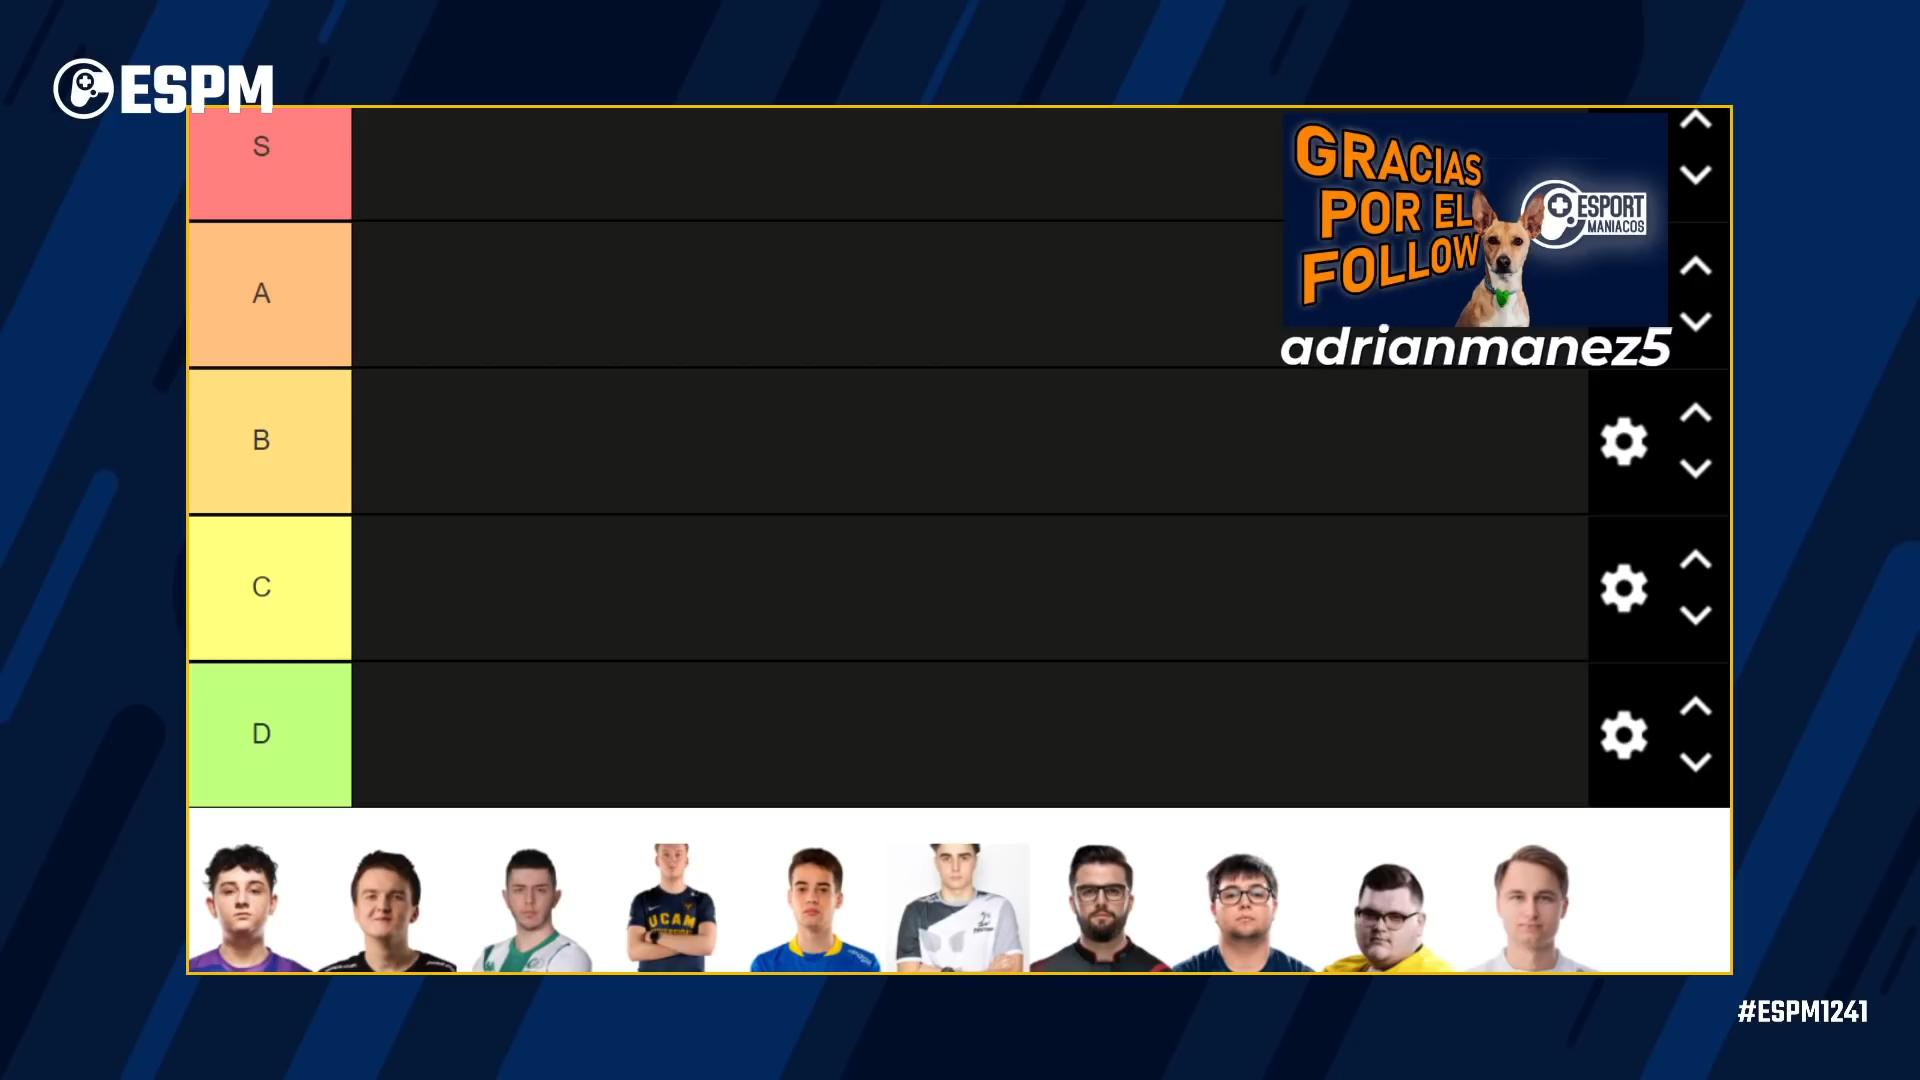 ESPM
S
GRACIAS
POR EL
FOLLOW
ESPORT
MANIACOS
A
adrianmanez5
B
C
D
UCAM
#ESPM1241